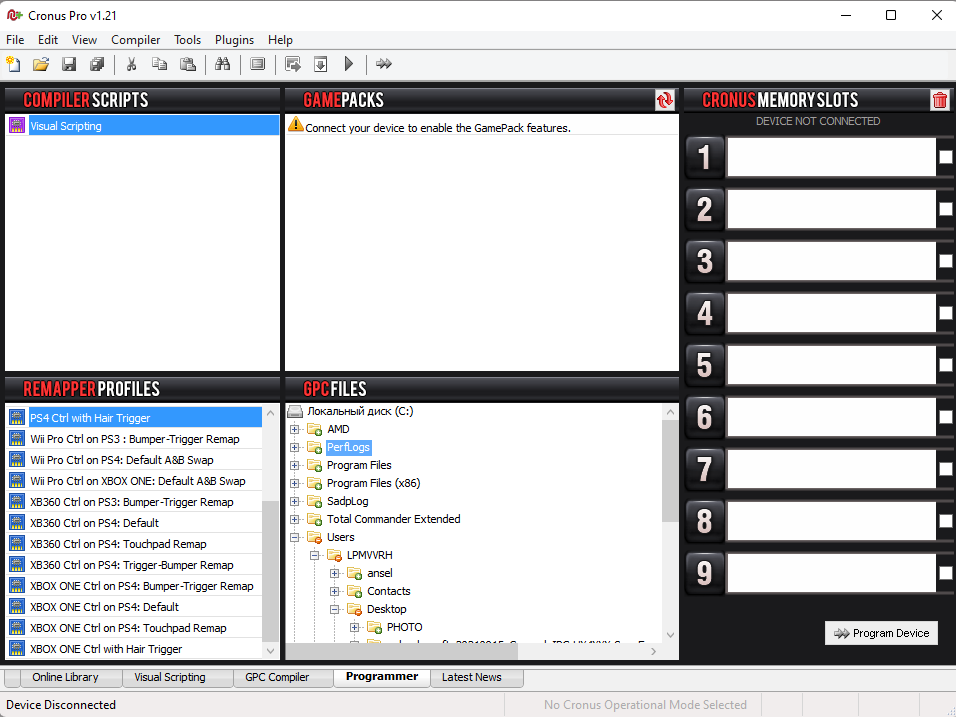 Cronus Pro v1.21
File Edit View Compiler Tools Plugins Help
COMPILER SCRIPTS
Visual Scripting
GAMEPACKS
Connect your device to enable the GamePack features.
CRONUS MEMORY SLOTS
DEVICE NOT CONNECTED
1
2
3
4
5
6
7
8
9
Program Device
REMAPPER PROFILES
PS4 Ctrl with Hair Trigger
Wii Pro Ctrl on PS3 : Bumper-Trigger Remap
Wii Pro Ctrl on PS4: Default A&B Swap
Wii Pro Ctrl on XBOX ONE: Default A&B Swap
XB360 Ctrl on PS3: Bumper-Trigger Remap
XB360 Ctrl on PS4: Default
XB360 Ctrl on PS4: Touchpad Remap
XB360 Ctrl on PS4: Trigger-Bumper Remap
XBOX ONE Ctrl on PS4: Bumper-Trigger Remap
XBOX ONE Ctrl on PS4: Default
XBOX ONE Ctrl on PS4: Touchpad Remap
XBOX ONE Ctrl with Hair Trigger
GPC FILES
Локальный диск (C:)
AMD
PerfLogs
Program Files
Program Files (x86)
SadpLog
Total Commander Extended
Users
LPMVVRH
ansel
Contacts
Desktop
PHOTO
Online Library Visual Scripting GPC Compiler Programmer Latest News
Device Disconnected
No Cronus Operational Mode Selected